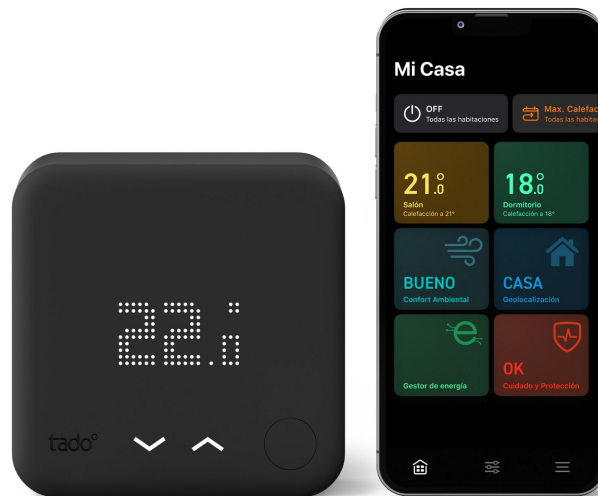 22.
tado°
Mi Casa
OFF
Todas las habitaciones
Max. Calefac
Todas las habita
21.0°
Salón
Calefacción a 21°
18.0°
Dormitorio
Calefacción a 18°
BUENO
Confort Ambiental
CASA
Geolocalización
Gestor de energía
OK
Cuidado y Protección